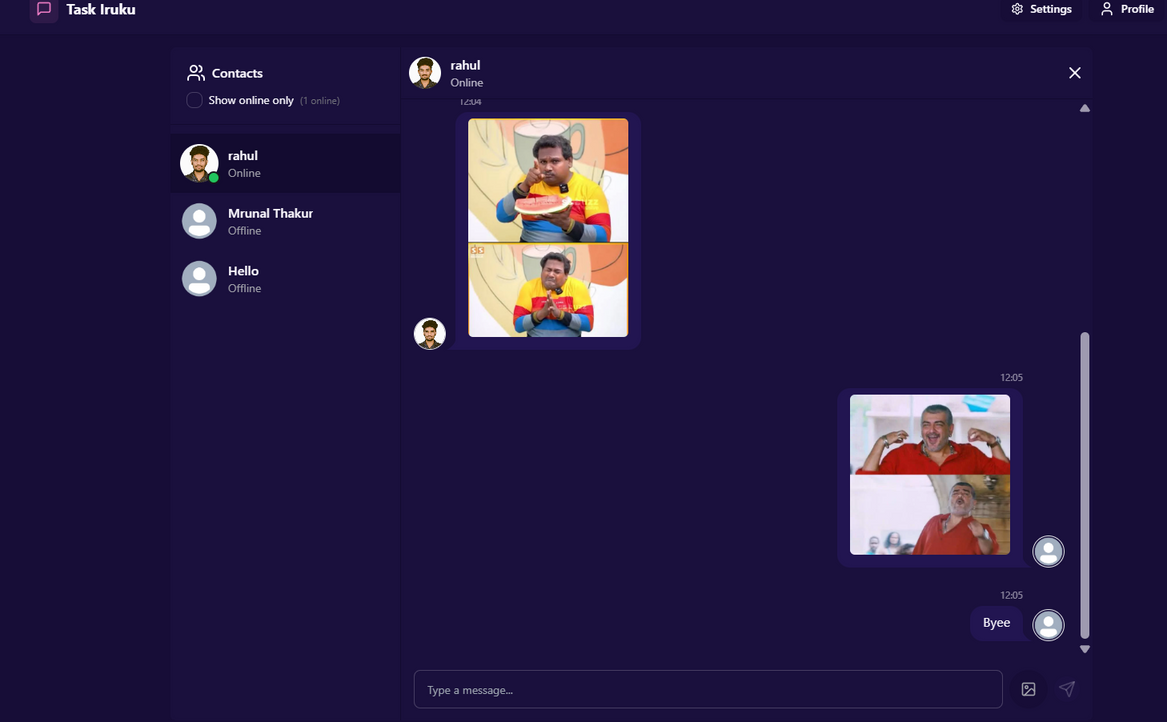 Task Iruku
Settings
Profile
Contacts
Show online only (1 online)
rahul
Online
Mrunal Thakur
Offline
Hello
Offline
rahul
Online
12:04
12:05
12:05
Byee
Type a message...